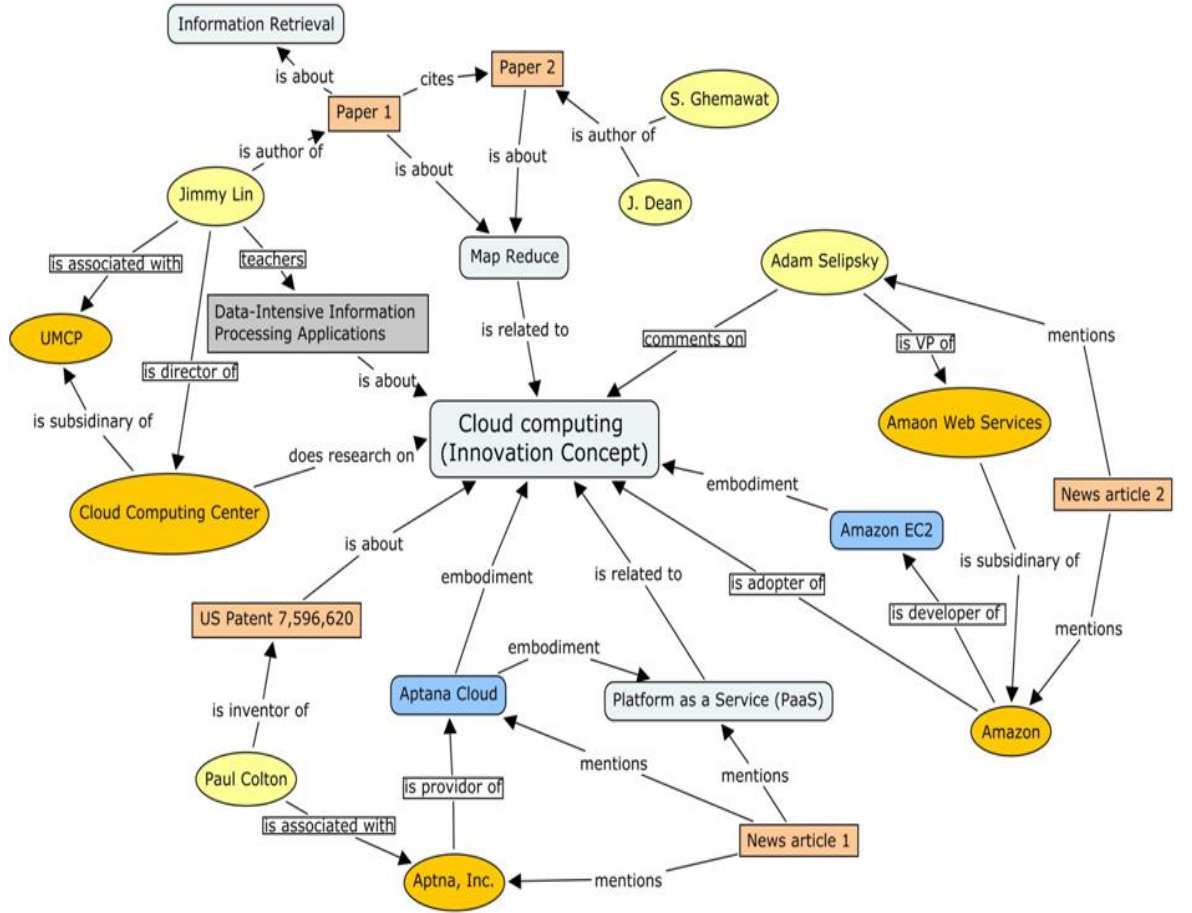 Information Retrieval
is about
cites
Paper 2
Paper 1
S. Ghemawat
is author of
is author of
is about
is about
Jimmy Lin
J. Dean
is associated with
teachers
Map Reduce
Adam Selipsky
Data-Intensive Information
Processing Applications
UMCP
is related to
comments on
is VP of
mentions
is director of
is about
is subsidinary of
Cloud computing
(Innovation Concept)
Amaon Web Services
does research on
Cloud Computing Center
embodiment
News article 2
Amazon EC2
is about
embodiment
is related to
is adopter of
is subsidinary of
is developer of
US Patent 7,596,620
mentions
embodiment
Aptana Cloud
Platform as a Service (PaaS)
is inventor of
Amazon
Paul Colton
is providor of
mentions
mentions
is associated with
News article 1
Aptna, Inc.
mentions